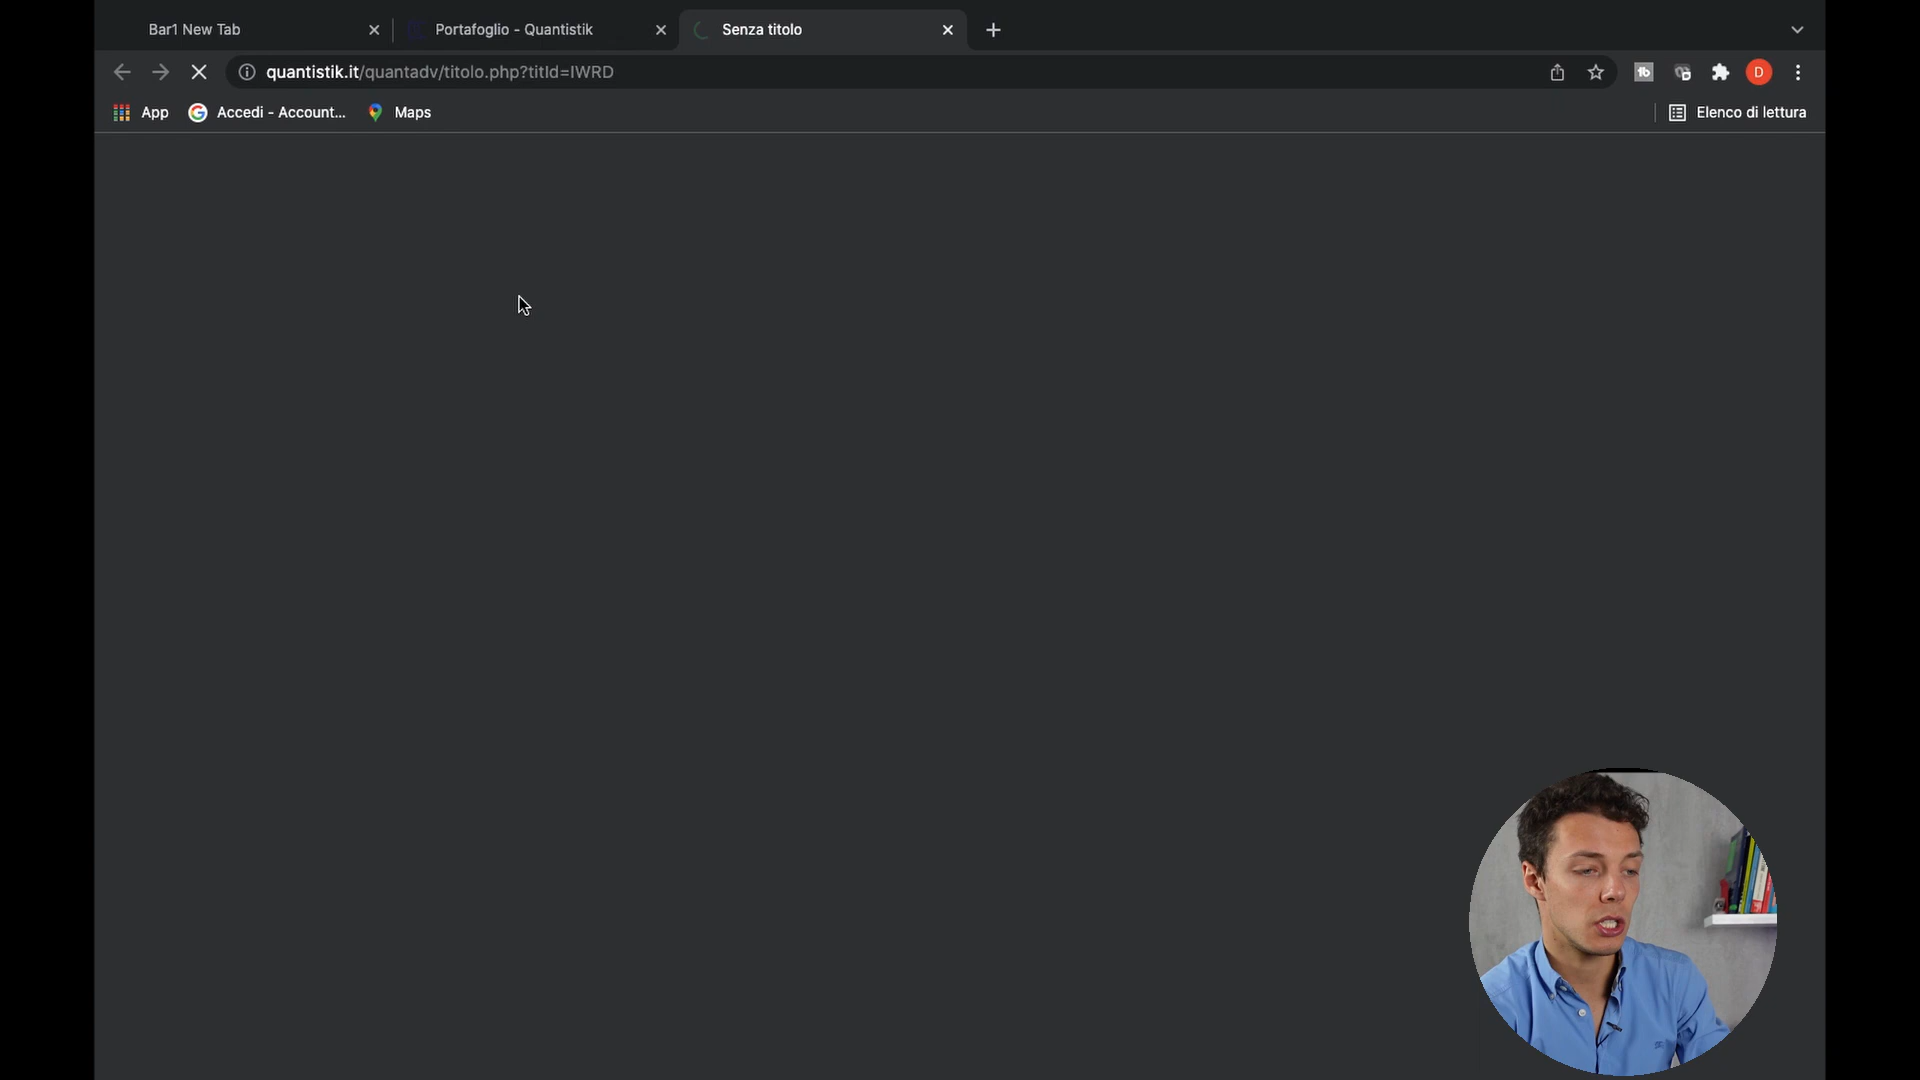 Bar1 New Tab
Portafoglio - Quantistik
Senza titolo
quantistik.it/quantadv/titolo.php?titId=IWRD
tb
D
App
Accedi - Account...
Maps
Elenco di lettura